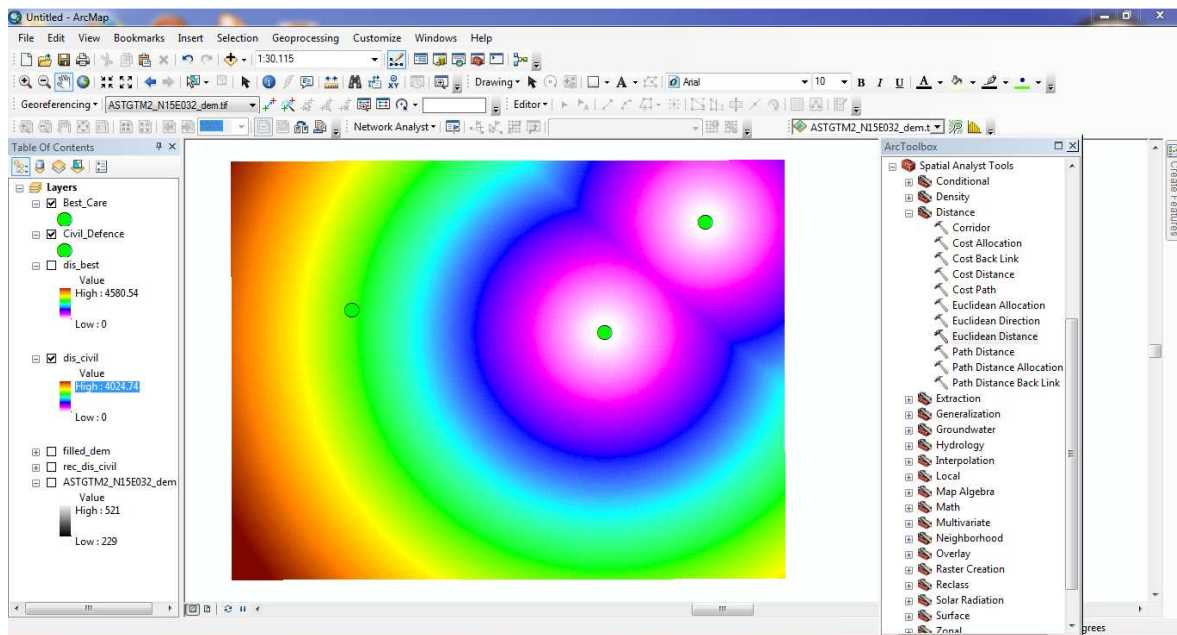 Untitled - ArcMap
File Edit View Bookmarks Insert Selection Geoprocessing Customize Windows Help
1:30,115
Drawing Arial 10 B I U A
Georeferencing ASTGTM2_N15E032_dem.tif Editor
100% Network Analyst ASTGTM2_N15E032_dem.t
Table Of Contents
Layers
Best_Care
Civil_Defence
dis_best
Value
High : 4580.54
Low : 0
dis_civil
Value
High : 4024.74
Low : 0
filled_dem
rec_dis_civil
ASTGTM2_N15E032_dem
Value
High : 521
Low : 229
ArcToolbox
Spatial Analyst Tools
Conditional
Density
Distance
Corridor
Cost Allocation
Cost Back Link
Cost Distance
Cost Path
Euclidean Allocation
Euclidean Direction
Euclidean Distance
Path Distance
Path Distance Allocation
Path Distance Back Link
Extraction
Generalization
Groundwater
Hydrology
Interpolation
Local
Map Algebra
Math
Multivariate
Neighborhood
Overlay
Raster Creation
Reclass
Solar Radiation
Surface
Zonal
Create Features
grees